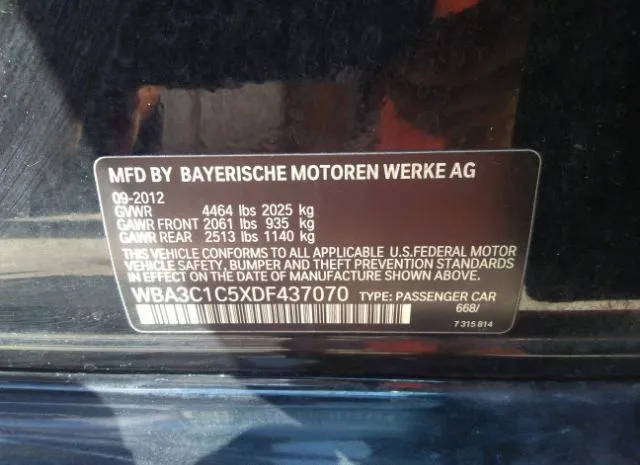 MFD BY BAYERISCHE MOTOREN WERKE AG
09-2012
GVWR 4464 lbs 2025 kg
GAWR FRONT 2061 lbs 935 kg
GAWR REAR 2513 lbs 1140 kg
THIS VEHICLE CONFORMS TO ALL APPLICABLE U.S.FEDERAL MOTOR
VEHICLE SAFETY, BUMPER, AND THEFT PREVENTION STANDARDS
IN EFFECT ON THE DATE OF MANUFACTURE SHOWN ABOVE.
WBA3C1C5XDF437070 TYPE: PASSENGER CAR
668/
7 315 814